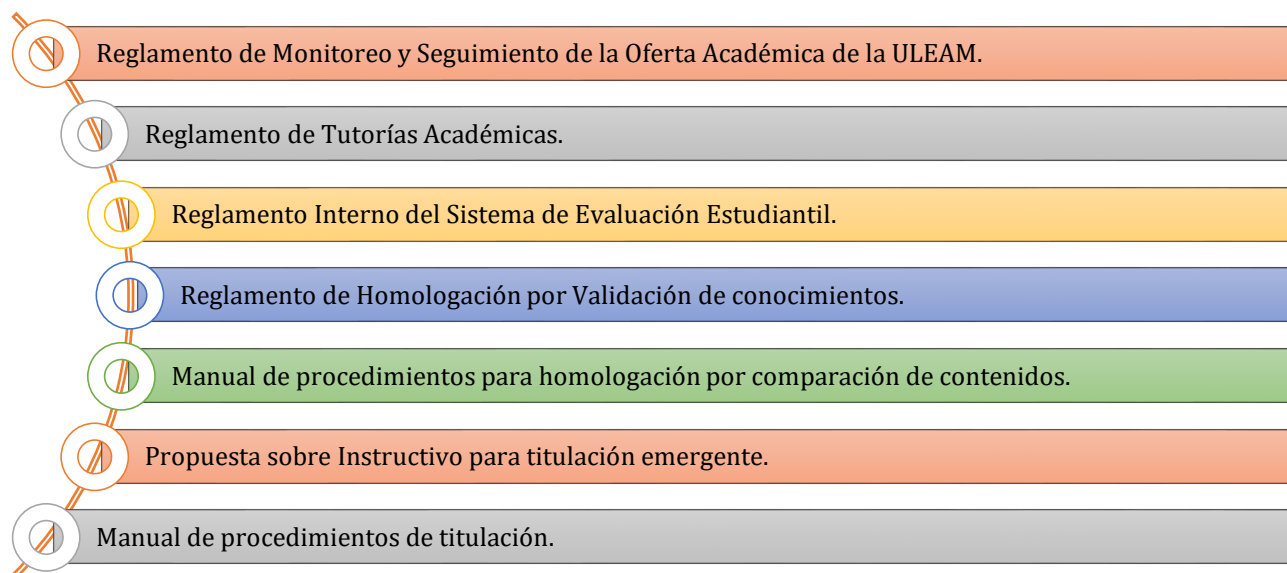 Reglamento de Monitoreo y Seguimiento de la Oferta Académica de la ULEAM.
Reglamento de Tutorías Académicas.
Reglamento Interno del Sistema de Evaluación Estudiantil.
Reglamento de Homologación por Validación de conocimientos.
Manual de procedimientos para homologación por comparación de contenidos.
Propuesta sobre Instructivo para titulación emergente.
Manual de procedimientos de titulación.